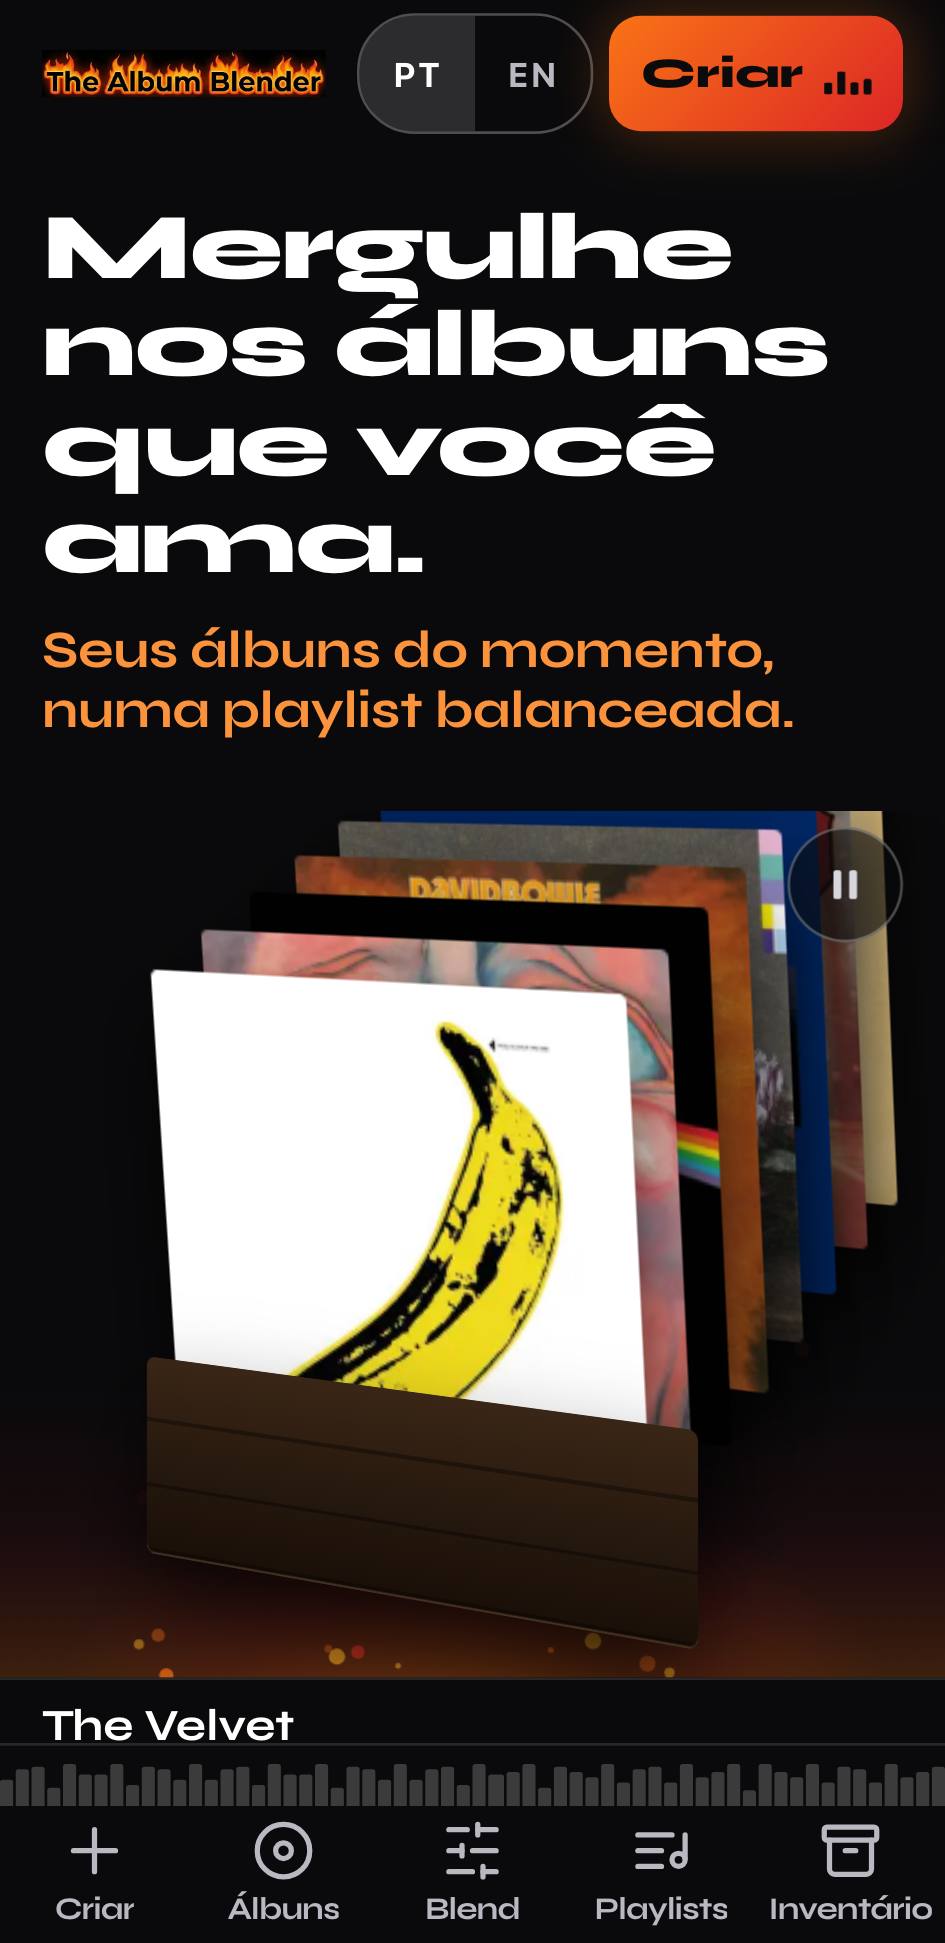 The Album Blender
PT
EN
Criar
Mergulhe
nos álbuns
que você
ama.
Seus álbuns do momento,
numa playlist balanceada.
DAVID BOWIE
The Velvet
Criar
Álbuns
Blend
Playlists
Inventário